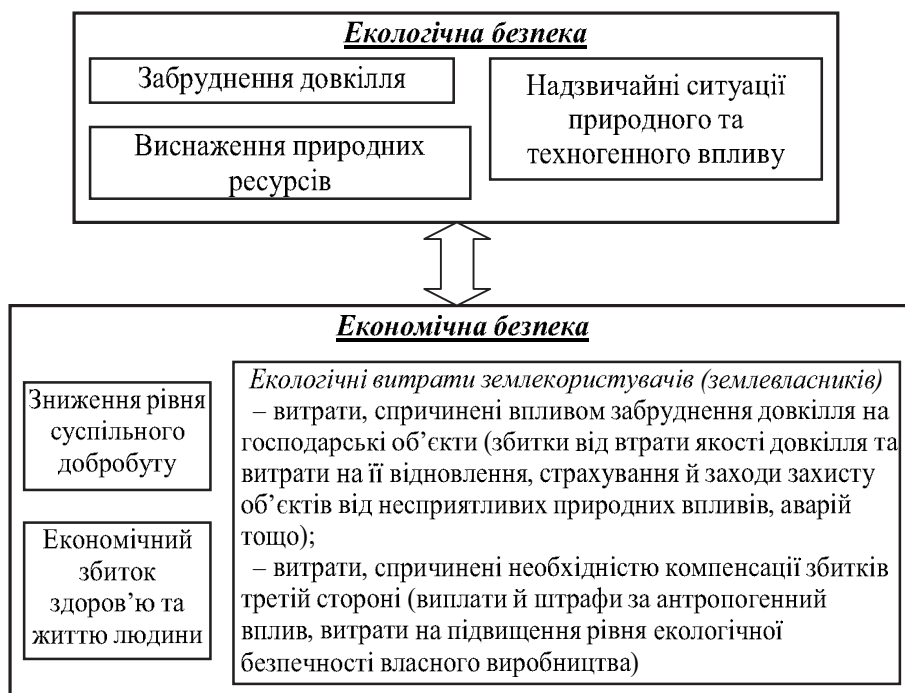 Екологічна безпека
Забруднення довкілля
Виснаження природних
ресурсів
Надзвичайні ситуації
природного та
техногенного впливу
Економічна безпека
Зниження рівня
суспільного
добробуту
Економічний
збиток
здоров’ю та
життю людини
Екологічні витрати землекористувачів (землевласників)
– витрати, спричинені впливом забруднення довкілля на
господарські об’єкти (збитки від втрати якості довкілля та
витрати на її відновлення, страхування й заходи захисту
об’єктів від несприятливих природних впливів, аварій
тощо);
– витрати, спричинені необхідністю компенсації збитків
третій стороні (виплати й штрафи за антропогенний
вплив, витрати на підвищення рівня екологічної
безпечності власного виробництва)